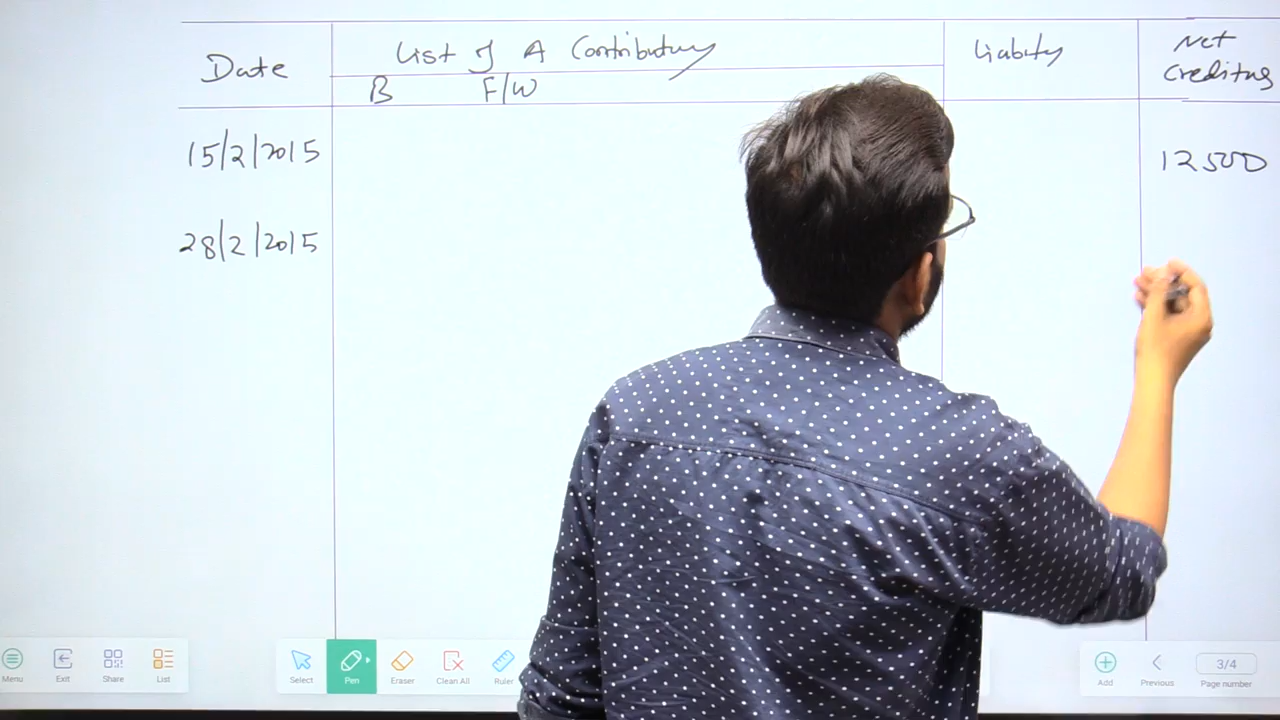 Date List of A Contributory Liability Net Creditors
B F/W
15/2/2015 12500
28/2/2015
Menu Exit Share List Select Pen Eraser Clean All Ruler Add Previous 3/4 Page number